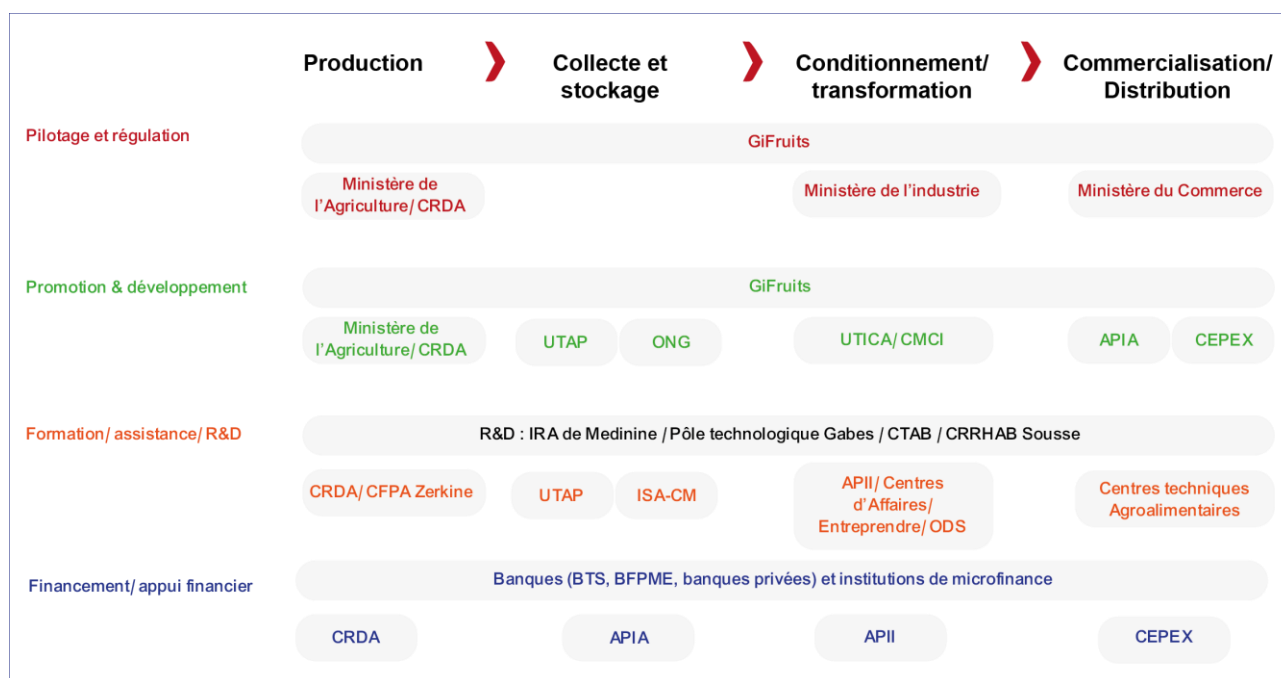 Production
Collecte et
stockage
Conditionnement/
transformation
Commercialisation/
Distribution
Pilotage et régulation
GiFruits
Ministère de
l'Agriculture/ CRDA
Ministère de l'industrie
Ministère du Commerce
Promotion & développement
GiFruits
Ministère de
l'Agriculture/ CRDA
UTAP
ONG
UTICA/ CMCI
APIA
CEPEX
Formation/ assistance/ R&D
R&D : IRA de Medinine / Pôle technologique Gabes / CTAB / CRRHAB Sousse
CRDA/ CFPA Zerkine
UTAP
ISA-CM
APII/ Centres
d'Affaires/
Entreprendre/ ODS
Centres techniques
Agroalimentaires
Financement/ appui financier
Banques (BTS, BFPME, banques privées) et institutions de microfinance
CRDA
APIA
APII
CEPEX